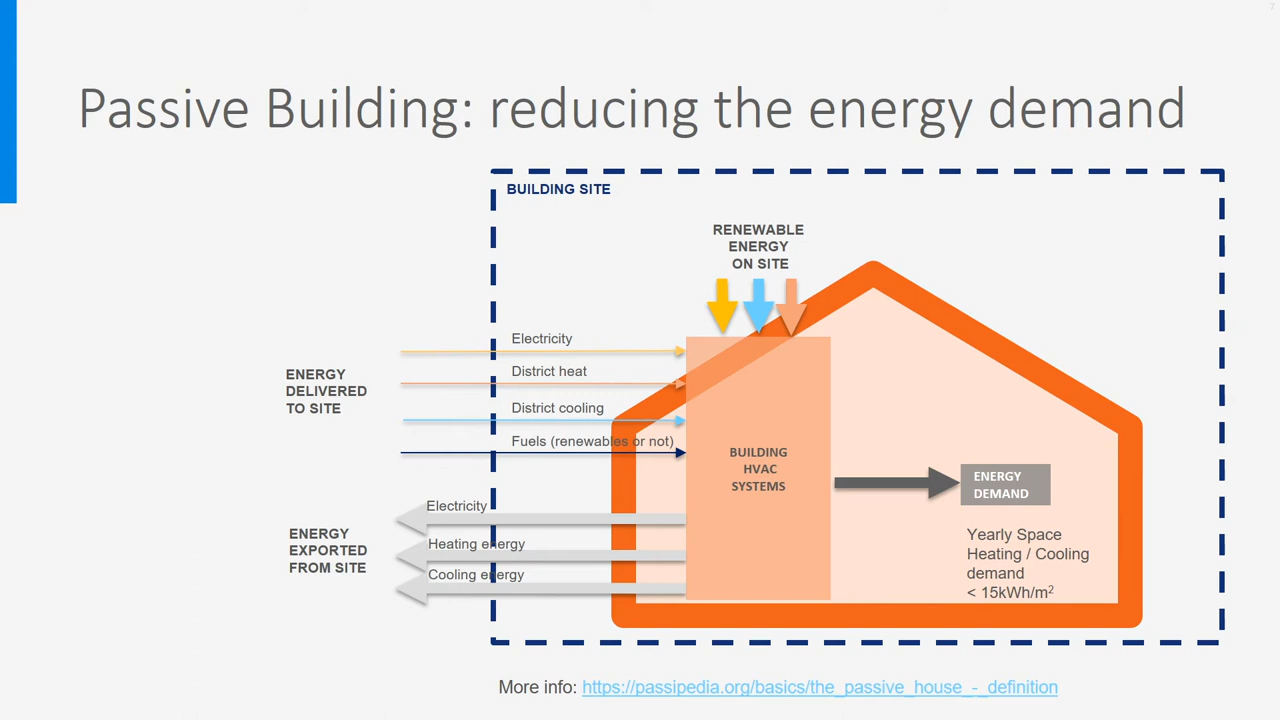 7
Passive Building: reducing the energy demand
BUILDING SITE
RENEWABLE
ENERGY
ON SITE
ENERGY
DELIVERED
TO SITE
Electricity
District heat
District cooling
Fuels (renewables or not)
BUILDING
HVAC
SYSTEMS
ENERGY
DEMAND
Yearly Space
Heating / Cooling
demand
< 15kWh/m²
ENERGY
EXPORTED
FROM SITE
Electricity
Heating energy
Cooling energy
More info: https://passipedia.org/basics/the_passive_house_-_definition